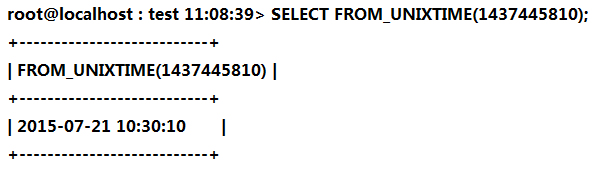 root@localhost : test 11:08:39> SELECT FROM_UNIXTIME(1437445810);
+---------------------------+
| FROM_UNIXTIME(1437445810) |
+---------------------------+
| 2015-07-21 10:30:10       |
+---------------------------+